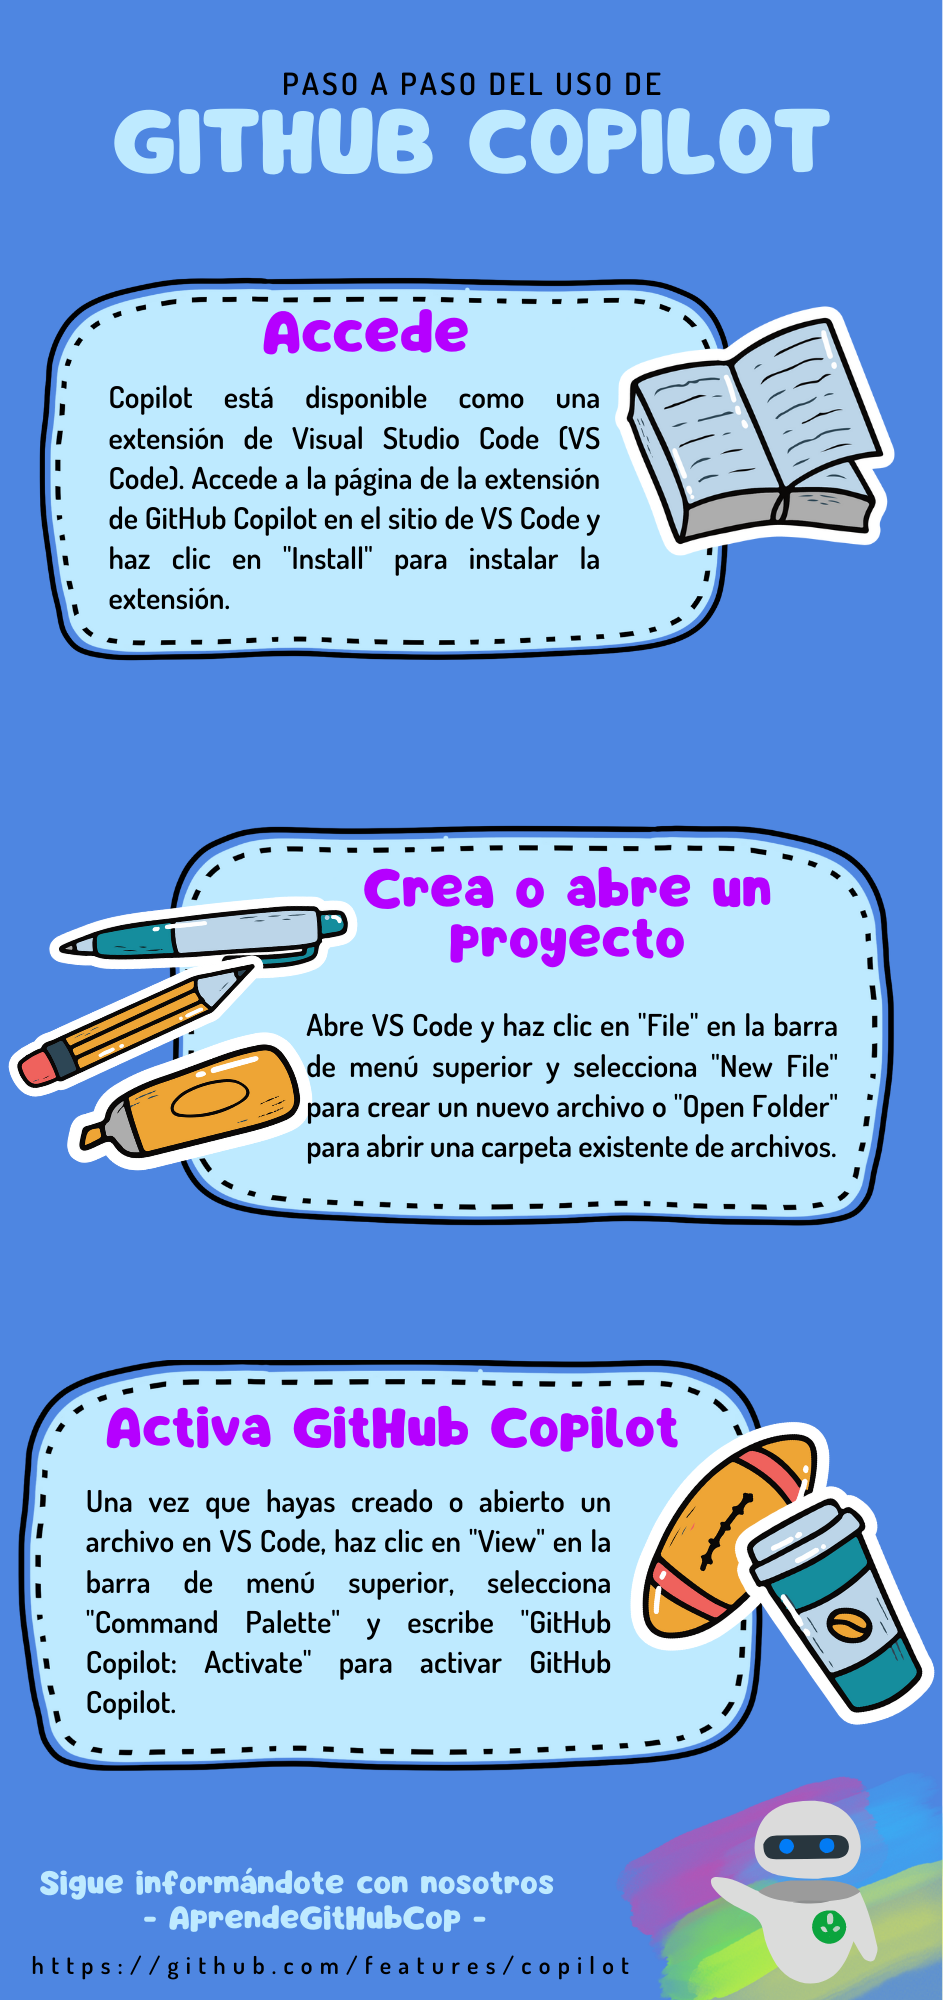 PASO A PASO DEL USO DE
GITHUB COPILOT
Accede
Copilot está disponible como una
extensión de Visual Studio Code (VS
Code). Accede a la página de la extensión
de GitHub Copilot en el sitio de VS Code y
haz clic en "Install" para instalar la
extensión.
Crea o abre un
proyecto
Abre VS Code y haz clic en "File" en la barra
de menú superior y selecciona "New File"
para crear un nuevo archivo o "Open Folder"
para abrir una carpeta existente de archivos.
Activa GitHub Copilot
Una vez que hayas creado o abierto un
archivo en VS Code, haz clic en "View" en la
barra de menú superior, selecciona
"Command Palette" y escribe "GitHub
Copilot: Activate" para activar GitHub
Copilot.
Sigue informándote con nosotros
- AprendeGitHubCop -
https://github.com/features/copilot